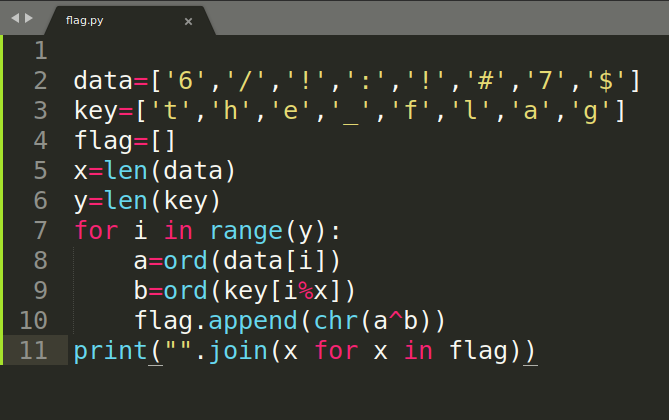 flag.py ×
1
2 data=['6','/','!',':','!','#','7','$']
3 key=['t','h','e','_','f','l','a','g']
4 flag=[]
5 x=len(data)
6 y=len(key)
7 for i in range(y):
8     a=ord(data[i])
9     b=ord(key[i%x])
10     flag.append(chr(a^b))
11 print("".join(x for x in flag))